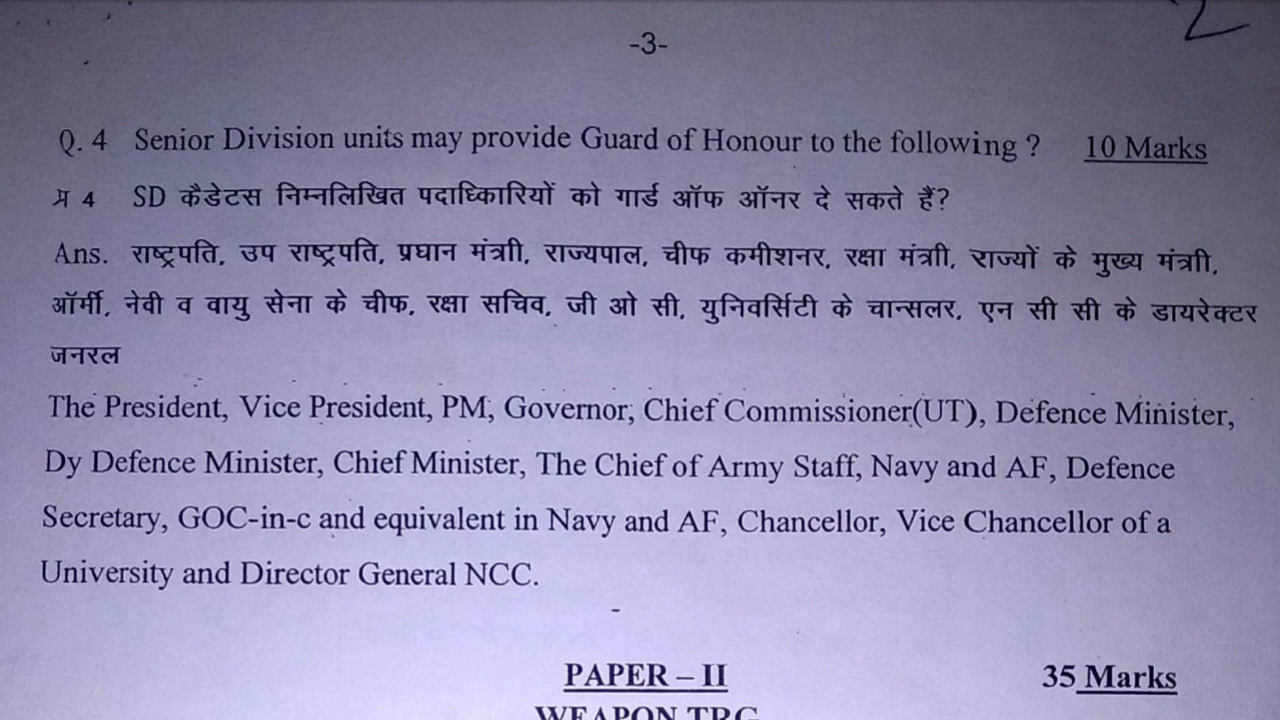 2
-3-
Q. 4 Senior Division units may provide Guard of Honour to the following ? 10 Marks
प्र 4 SD कैडेटस निम्नलिखित पदाध्किारियों को गार्ड ऑफ ऑनर दे सकते हैं?
Ans. राष्ट्रपति, उप राष्ट्रपति, प्रघान मंत्राी, राज्यपाल, चीफ कमीशनर, रक्षा मंत्राी, राज्यों के मुख्य मंत्राी,
ऑर्मी, नेवी व वायु सेना के चीफ, रक्षा सचिव, जी ओ सी, युनिवर्सिटी के चान्सलर, एन सी सी के डायरेक्टर
जनरल
The President, Vice President, PM, Governor, Chief Commissioner(UT), Defence Minister,
Dy Defence Minister, Chief Minister, The Chief of Army Staff, Navy and AF, Defence
Secretary, GOC-in-c and equivalent in Navy and AF, Chancellor, Vice Chancellor of a
University and Director General NCC.
PAPER – II 35 Marks
WEAPON TRG